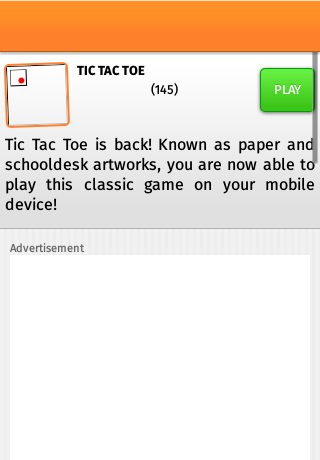 TIC TAC TOE
(145)
PLAY
Tic Tac Toe is back! Known as paper and
schooldesk artworks, you are now able to
play this classic game on your mobile
device!
Advertisement